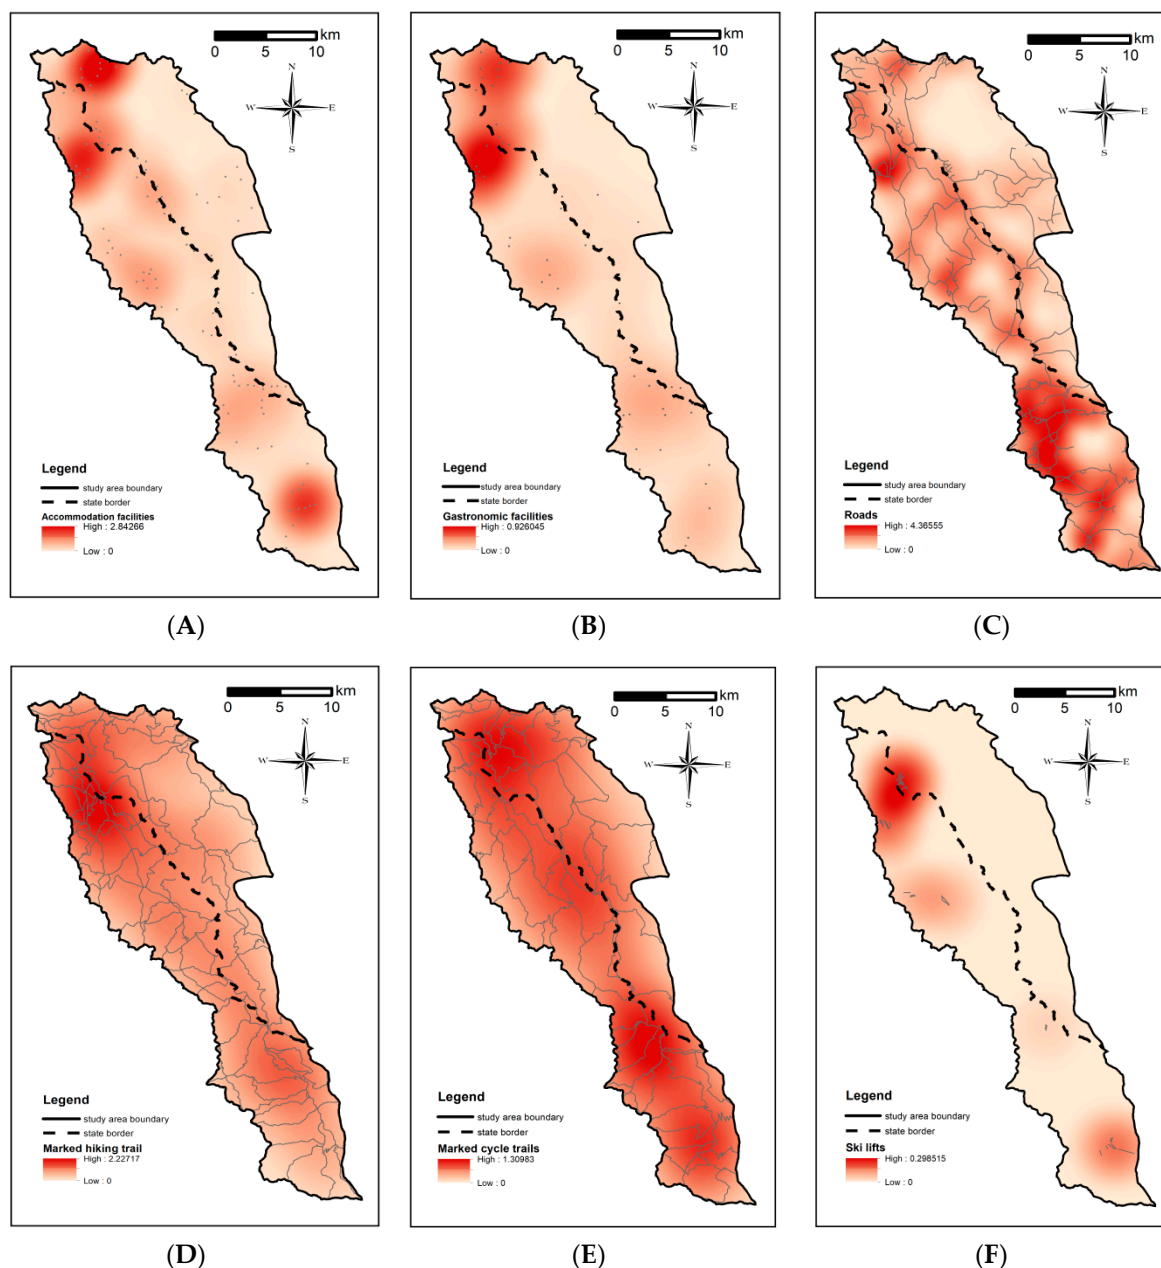 km
0 5 10
N
W E
S
Legend
study area boundary
state border
Accommodation facilities
High : 2.84266
Low : 0
(A)
km
0 5 10
N
W E
S
Legend
study area boundary
state border
Gastronomic facilities
High : 0.926045
Low : 0
(B)
km
0 5 10
N
W E
S
Legend
study area boundary
state border
Roads
High : 4.36555
Low : 0
(C)
km
0 5 10
N
W E
S
Legend
study area boundary
state border
Marked hiking trail
High : 2.22717
Low : 0
(D)
km
0 5 10
N
W E
S
Legend
study area boundary
state border
Marked cycle trails
High : 1.30983
Low : 0
(E)
km
0 5 10
N
W E
S
Legend
study area boundary
state border
Ski lifts
High : 0.298515
Low : 0
(F)